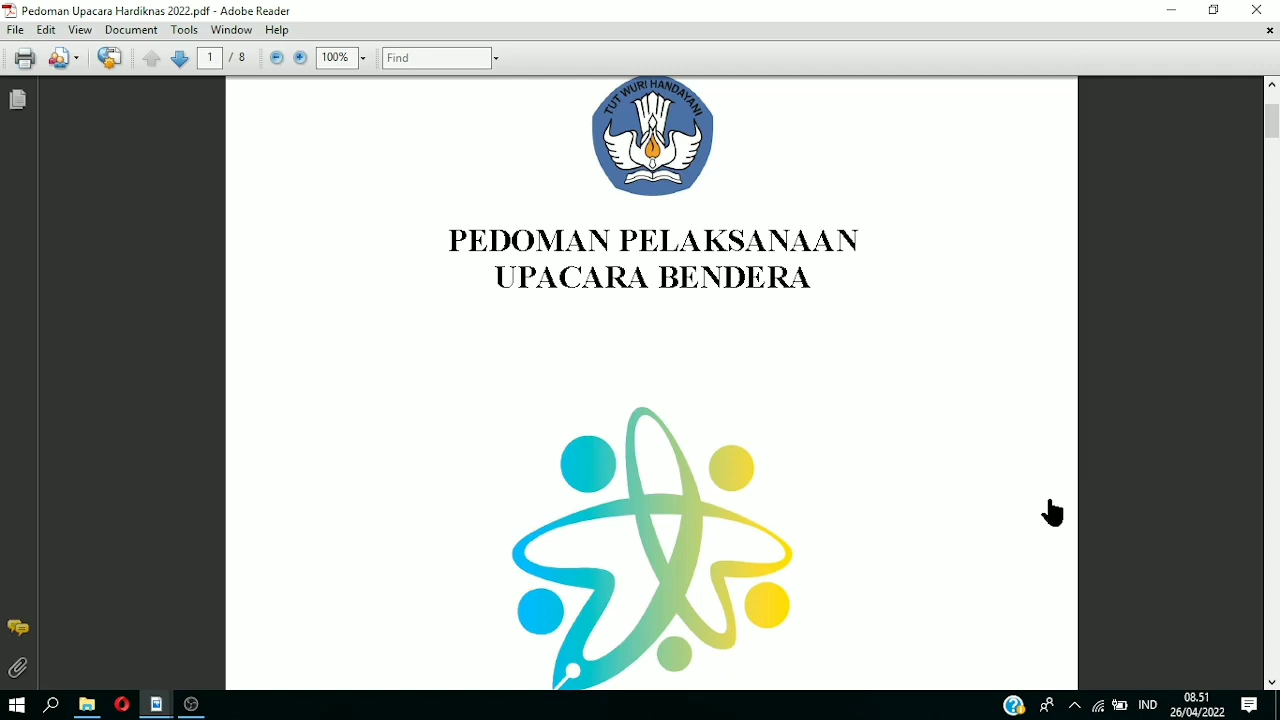 Pedoman Upacara Hardiknas 2022.pdf - Adobe Reader
File Edit View Document Tools Window Help
1 / 8 100% Find
TUT WURI HANDAYANI
PEDOMAN PELAKSANAAN
UPACARA BENDERA
IND
08.51
26/04/2022